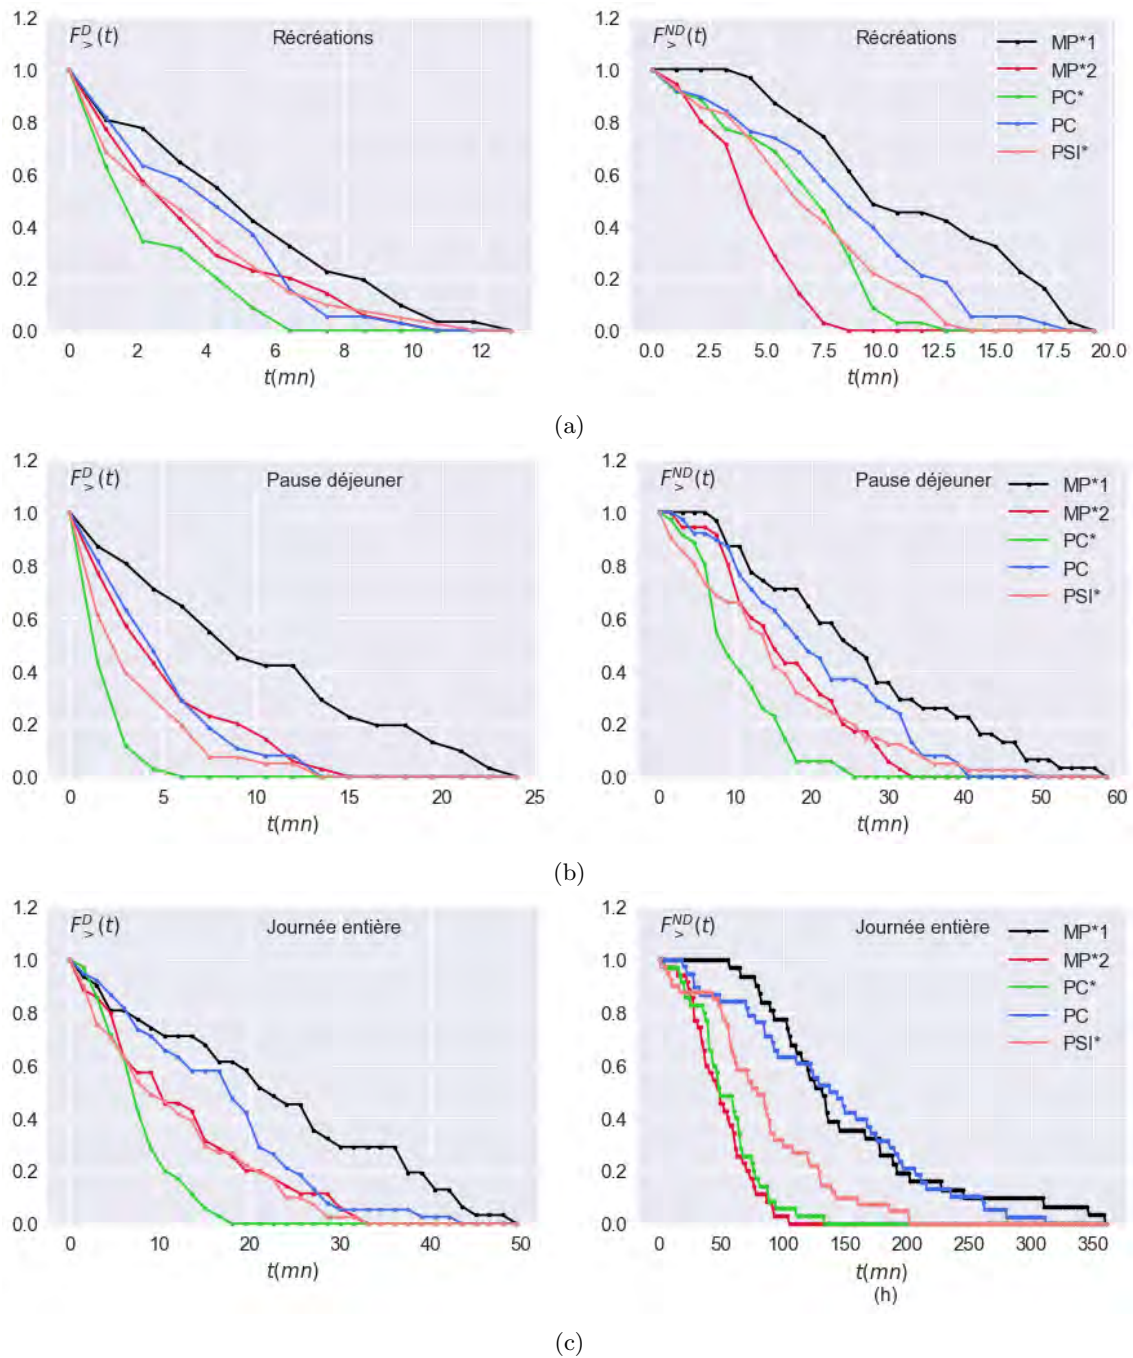 F_>^D(t) Récréations
1.2
1.0
0.8
0.6
0.4
0.2
0.0
0 2 4 6 8 10 12
t(mn)
F_>^ND(t) Récréations
MP*1
MP*2
PC*
PC
PSI*
1.2
1.0
0.8
0.6
0.4
0.2
0.0
0.0 2.5 5.0 7.5 10.0 12.5 15.0 17.5 20.0
t(mn)
(a)
F_>^D(t) Pause déjeuner
1.2
1.0
0.8
0.6
0.4
0.2
0.0
0 5 10 15 20 25
t(mn)
F_>^ND(t) Pause déjeuner
MP*1
MP*2
PC*
PC
PSI*
1.2
1.0
0.8
0.6
0.4
0.2
0.0
0 10 20 30 40 50 60
t(mn)
(b)
F_>^D(t) Journée entière
1.2
1.0
0.8
0.6
0.4
0.2
0.0
0 10 20 30 40 50
t(mn)
F_>^ND(t) Journée entière
MP*1
MP*2
PC*
PC
PSI*
1.2
1.0
0.8
0.6
0.4
0.2
0.0
0 50 100 150 200 250 300 350
t(mn)
(h)
(c)